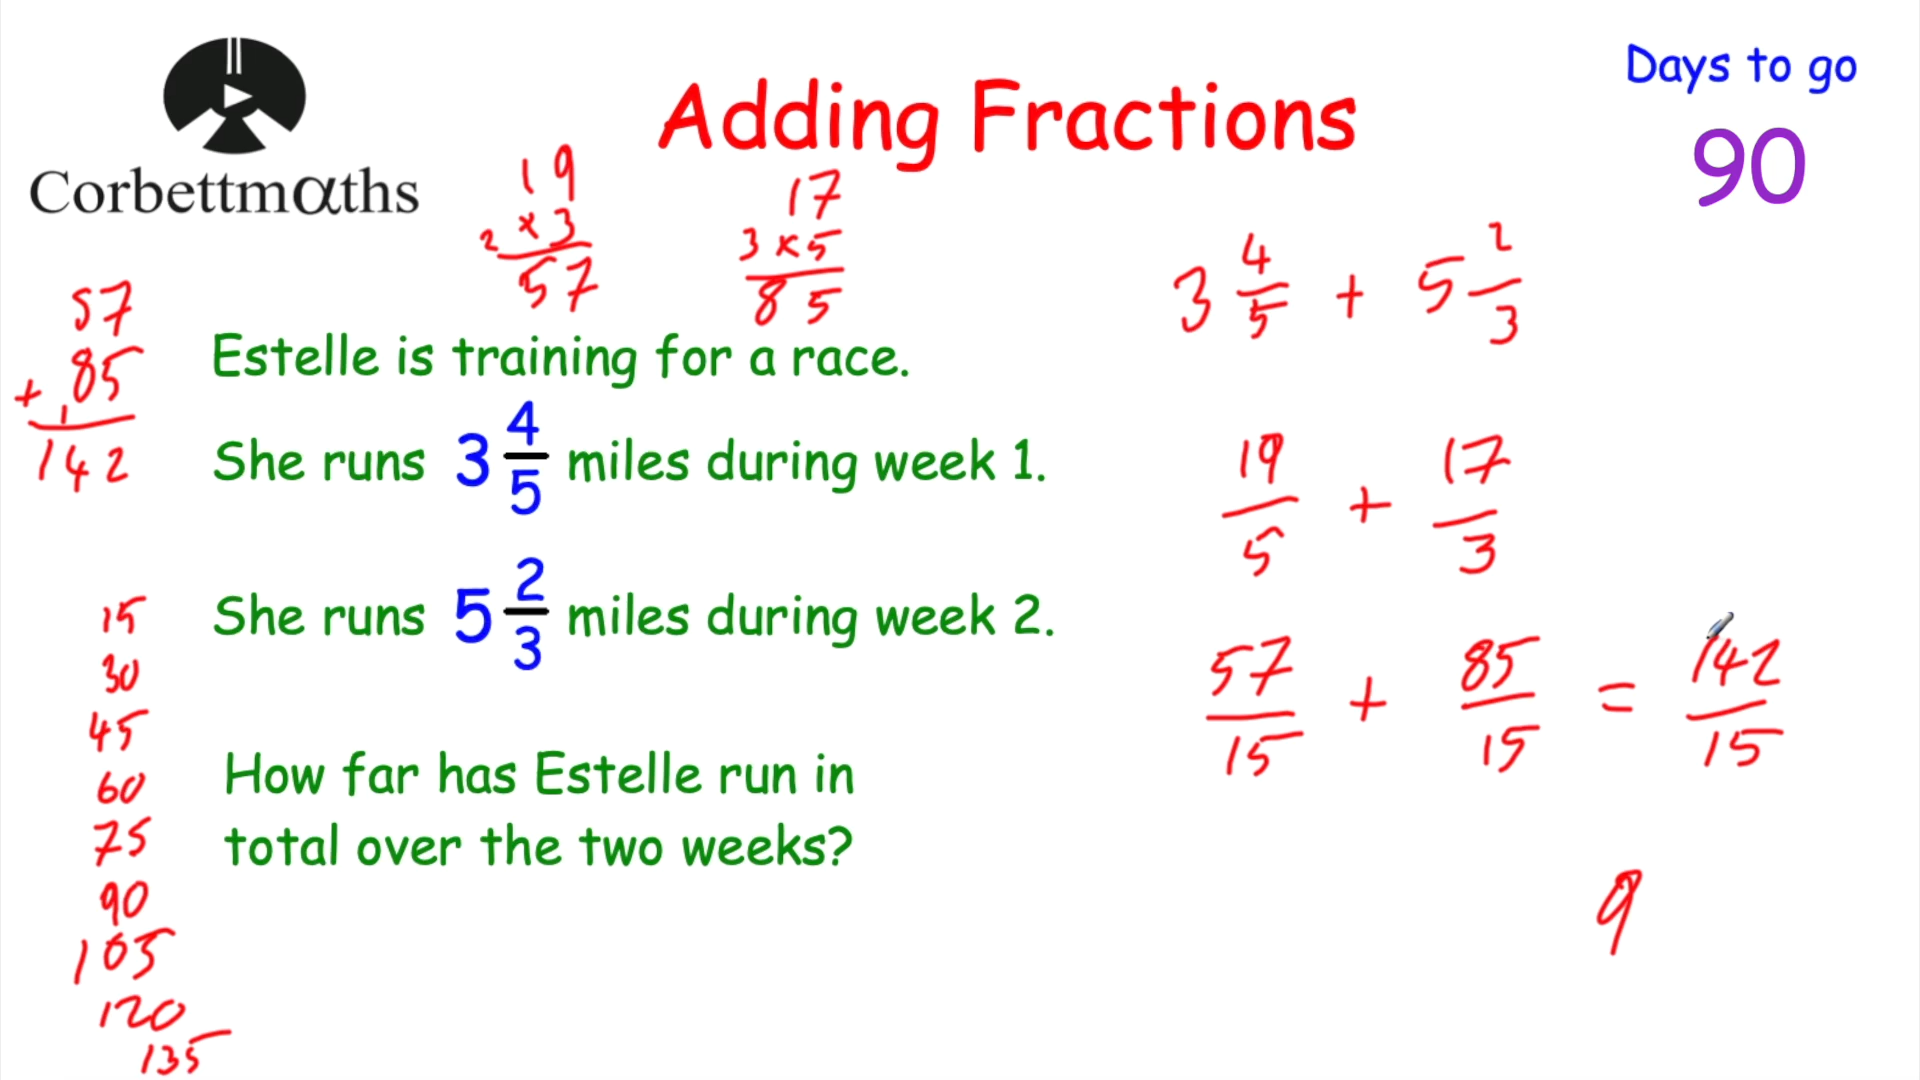 Corbettmαths
Adding Fractions
Days to go
90
19
2 × 3
57
17
3 × 5
85
57
+ 85
1
142
Estelle is training for a race.
She runs 3 4/5 miles during week 1.
She runs 5 2/3 miles during week 2.
How far has Estelle run in
total over the two weeks?
15
30
45
60
75
90
105
120
135
3 4/5 + 5 2/3
19/5 + 17/3
57/15 + 85/15 = 142/15
9